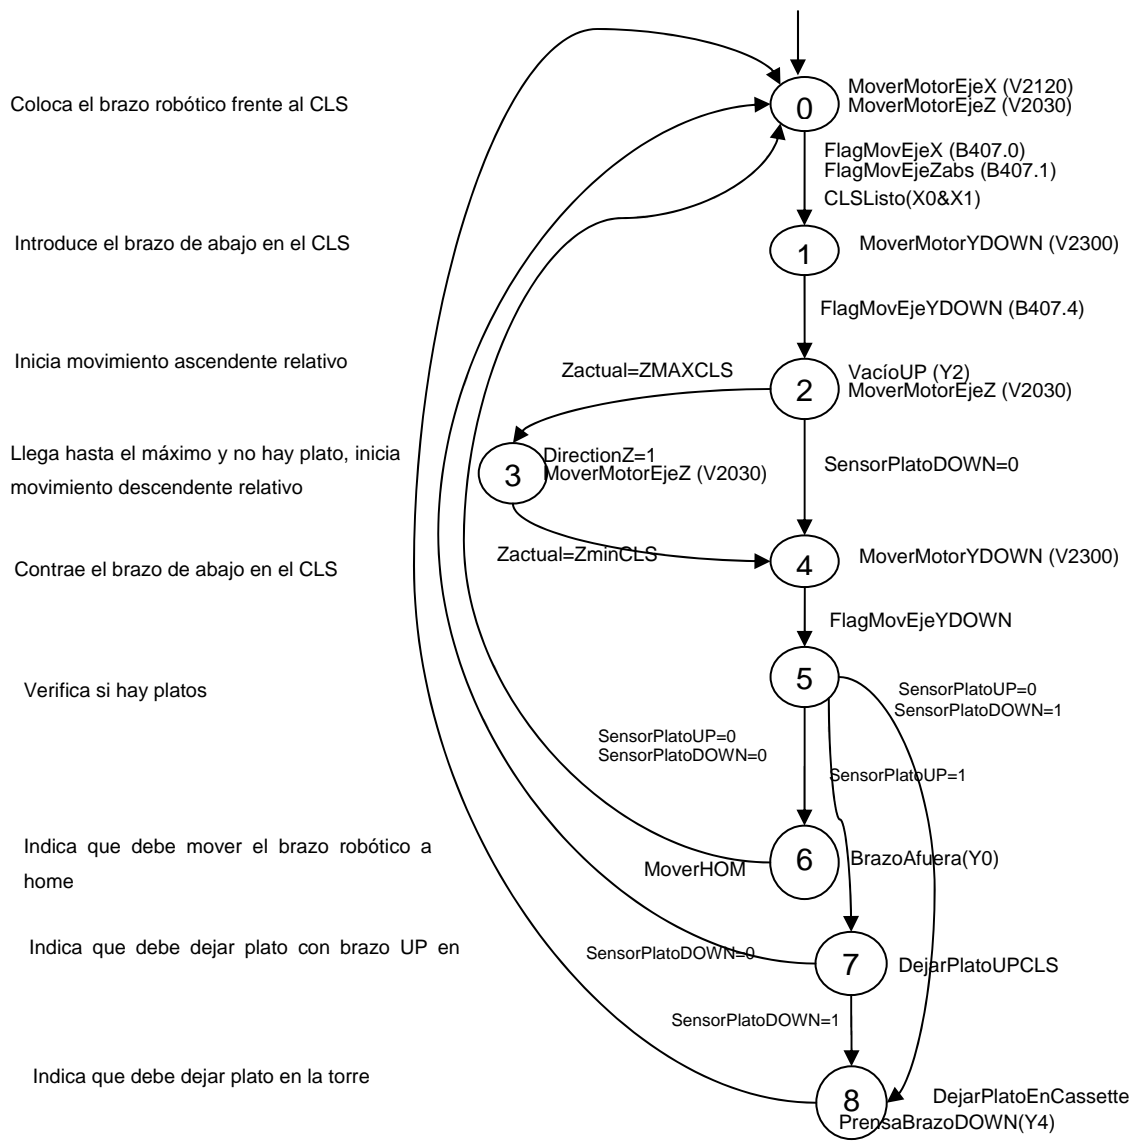 Coloca el brazo robótico frente al CLS
0
MoverMotorEjeX (V2120)
MoverMotorEjeZ (V2030)
FlagMovEjeX (B407.0)
FlagMovEjeZabs (B407.1)
CLSListo(X0&X1)
Introduce el brazo de abajo en el CLS
1
MoverMotorYDOWN (V2300)
FlagMovEjeYDOWN (B407.4)
Inicia movimiento ascendente relativo
Zactual=ZMAXCLS
2
VacíoUP (Y2)
MoverMotorEjeZ (V2030)
Llega hasta el máximo y no hay plato, inicia
movimiento descendente relativo
3
DirectionZ=1
MoverMotorEjeZ (V2030)
SensorPlatoDOWN=0
Zactual=ZminCLS
Contrae el brazo de abajo en el CLS
4
MoverMotorYDOWN (V2300)
FlagMovEjeYDOWN
Verifica si hay platos
5
SensorPlatoUP=0
SensorPlatoDOWN=1
SensorPlatoUP=0
SensorPlatoDOWN=0
SensorPlatoUP=1
Indica que debe mover el brazo robótico a
home
MoverHOM
6
BrazoAfuera(Y0)
Indica que debe dejar plato con brazo UP en
SensorPlatoDOWN=0
7
DejarPlatoUPCLS
SensorPlatoDOWN=1
Indica que debe dejar plato en la torre
8
DejarPlatoEnCassette
PrensaBrazoDOWN(Y4)